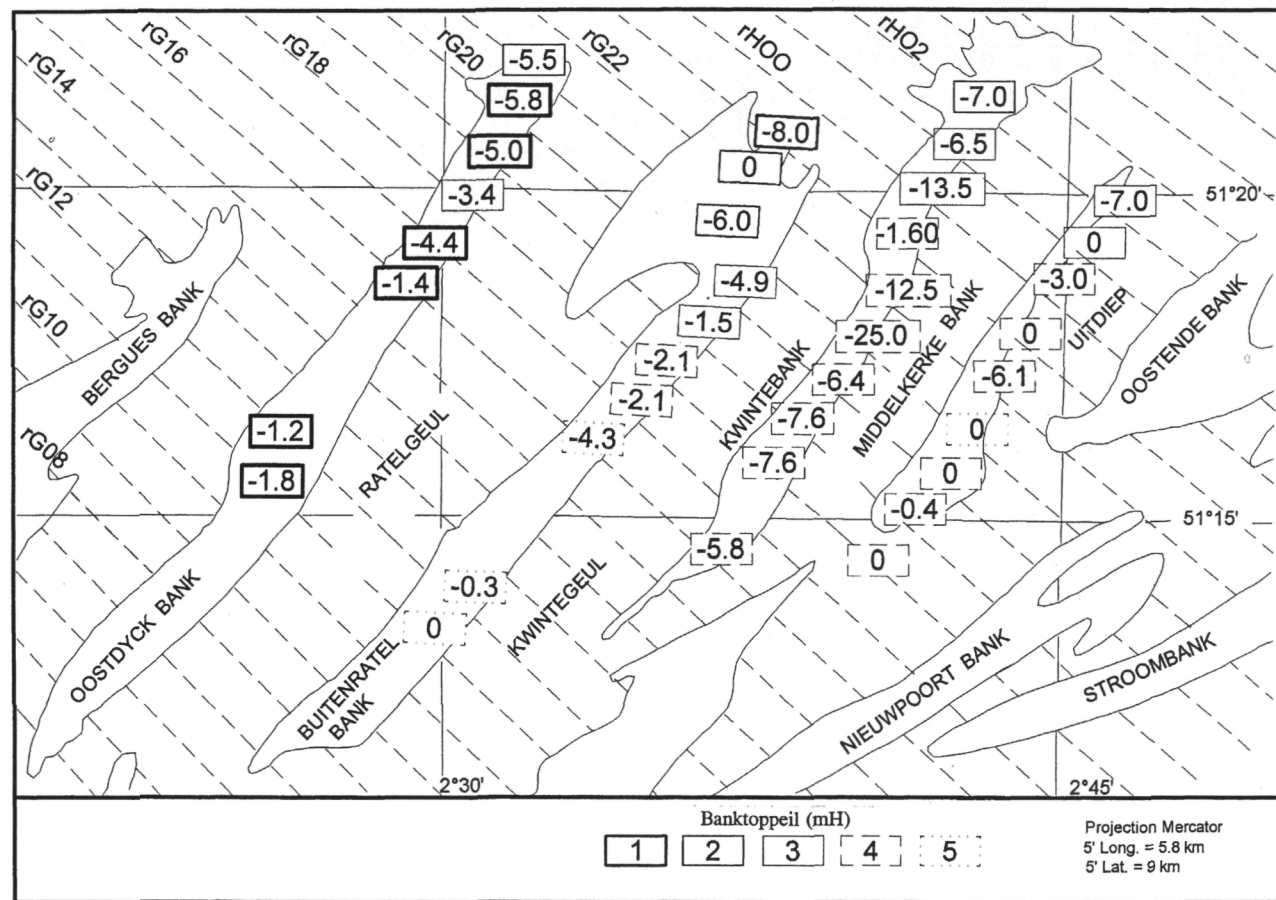 rG14
rG16
rG18
rG20
rG22
rHOO
rHO2
-5.5
-5.8
-7.0
-8.0
-5.0
-6.5
0
rG12
-3.4
-13.5
51°20'
-7.0
-6.0
-4.4
-1.60
0
-1.4
-4.9
-12.5
-3.0
rG10
BERGUES BANK
-1.5
-25.0
0
UITDIEP
OOSTENDE BANK
-2.1
-6.4
MIDDELKERKE BANK
-6.1
-2.1
KWINTEBANK
-7.6
rG08
-1.2
RATELGEUL
-4.3
0
-7.6
-1.8
0
-0.4
51°15'
-5.8
0
-0.3
KWINTEGEUL
OOSTDYCK BANK
0
BUITENRATEL
BANK
NIEUWPOORT BANK
STROOMBANK
2°30'
2°45'
Banktoppeil (mH)
1 2 3 4 5
Projection Mercator
5' Long. = 5.8 km
5' Lat. = 9 km